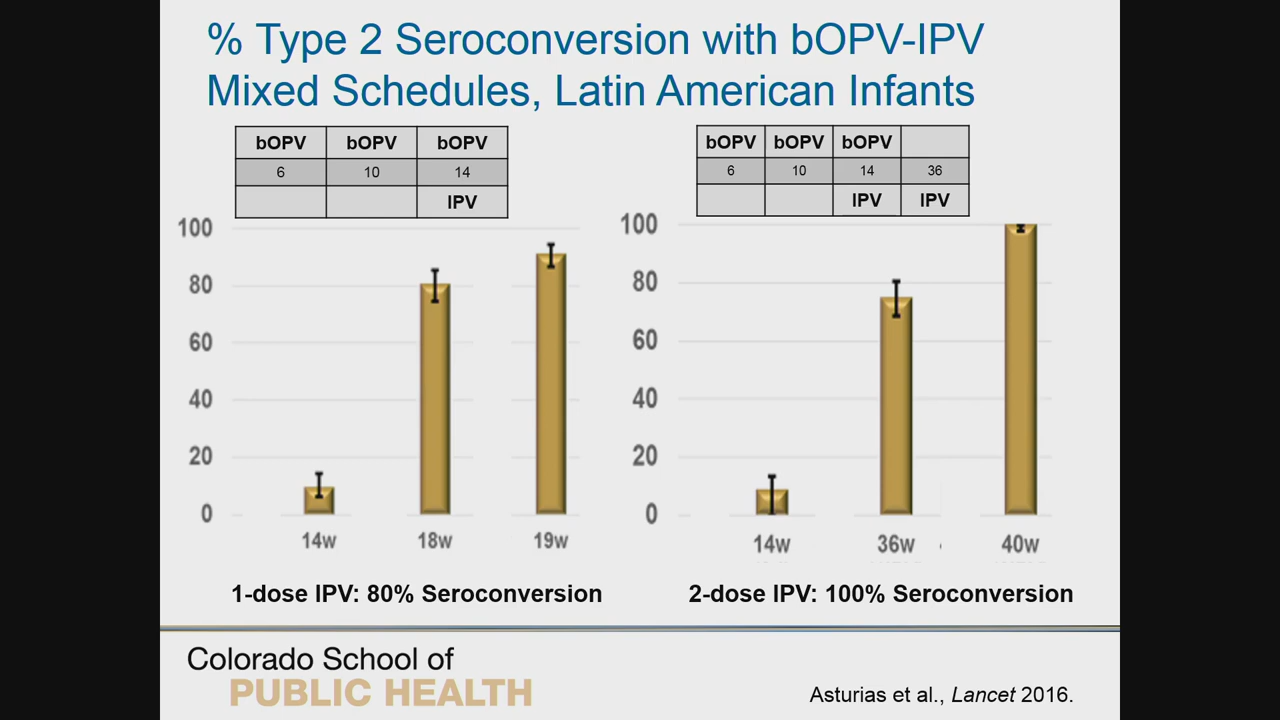 % Type 2 Seroconversion with bOPV-IPV
Mixed Schedules, Latin American Infants
bOPV bOPV bOPV
6 10 14
IPV
100
80
60
40
20
0
14w 18w 19w
1-dose IPV: 80% Seroconversion
bOPV bOPV bOPV
6 10 14 36
IPV IPV
100
80
60
40
20
0
14w 36w 40w
2-dose IPV: 100% Seroconversion
Colorado School of
PUBLIC HEALTH
Asturias et al., Lancet 2016.